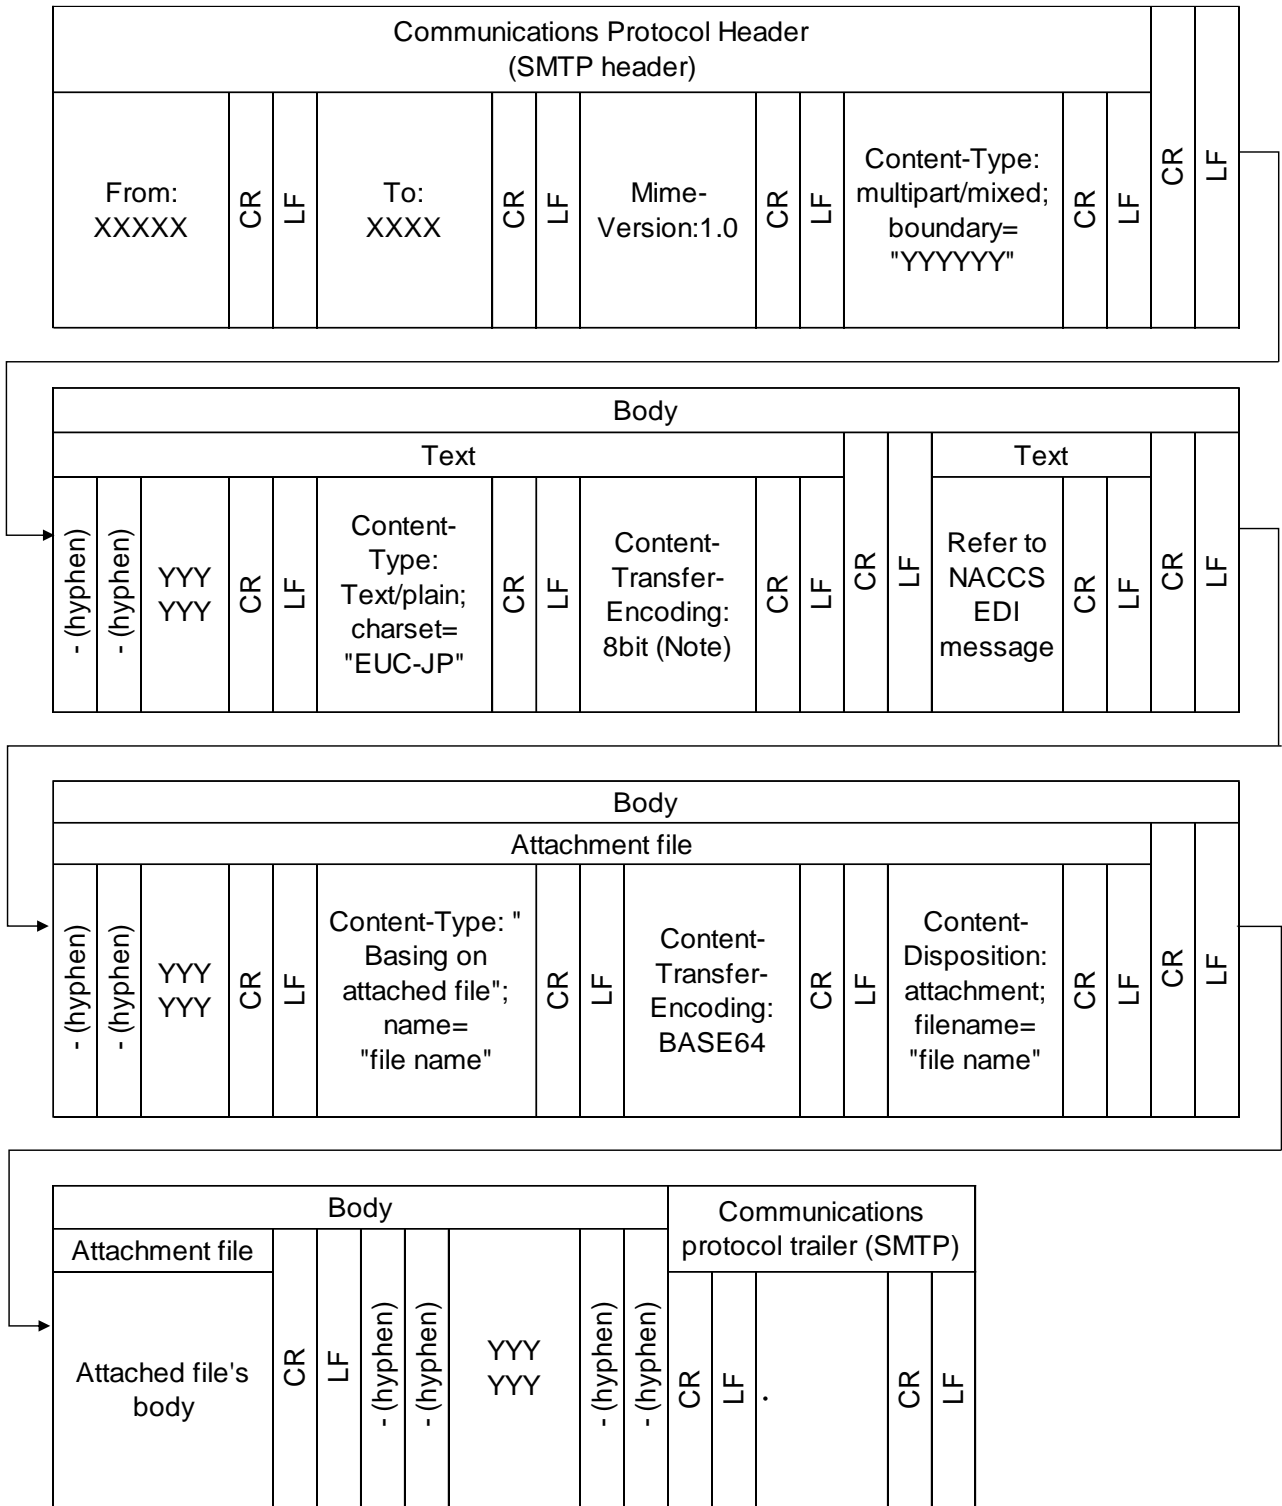 Communications Protocol Header
(SMTP header)
CR
LF
From:
XXXXX
CR
LF
To:
XXXX
CR
LF
Mime-
Version:1.0
CR
LF
Content-Type:
multipart/mixed;
boundary=
"YYYYYY"
CR
LF
Body
Text
CR
LF
Text
CR
LF
- (hyphen)
- (hyphen)
YYY
YYY
CR
LF
Content-
Type:
Text/plain;
charset=
"EUC-JP"
CR
LF
Content-
Transfer-
Encoding:
8bit (Note)
CR
LF
Refer to
NACCS
EDI
message
CR
LF
Body
Attachment file
CR
LF
- (hyphen)
- (hyphen)
YYY
YYY
CR
LF
Content-Type: "
Basing on
attached file";
name=
"file name"
CR
LF
Content-
Transfer-
Encoding:
BASE64
CR
LF
Content-
Disposition:
attachment;
filename=
"file name"
CR
LF
Body
Communications
protocol trailer (SMTP)
Attachment file
Attached file's
body
CR
LF
- (hyphen)
- (hyphen)
YYY
YYY
- (hyphen)
- (hyphen)
CR
LF
.
CR
LF